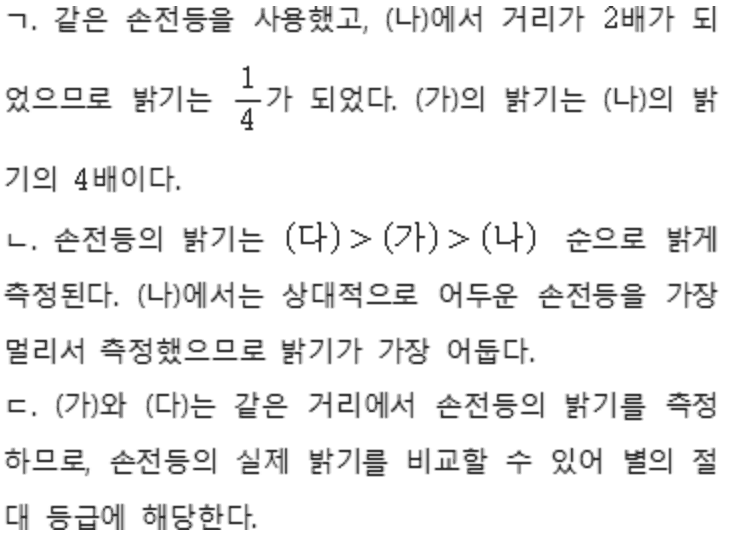 ㄱ. 같은 손전등을 사용했고, (나)에서 거리가 2배가 되
었으므로 밝기는 1/4가 되었다. (가)의 밝기는 (나)의 밝
기의 4배이다.
ㄴ. 손전등의 밝기는 (다)>(가)>(나) 순으로 밝게
측정된다. (나)에서는 상대적으로 어두운 손전등을 가장
멀리서 측정했으므로 밝기가 가장 어둡다.
ㄷ. (가)와 (다)는 같은 거리에서 손전등의 밝기를 측정
하므로, 손전등의 실제 밝기를 비교할 수 있어 별의 절
대 등급에 해당한다.